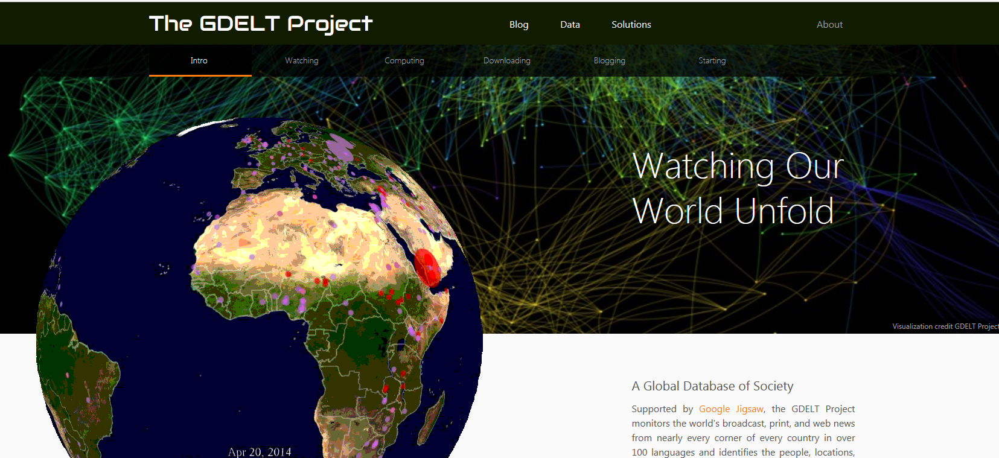 The GDELT Project
Blog Data Solutions About
Intro Watching Computing Downloading Blogging Starting
Watching Our
World Unfold
Visualization credit GDELT Project
A Global Database of Society
Supported by Google Jigsaw, the GDELT Project
monitors the world's broadcast, print, and web news
from nearly every corner of every country in over
100 languages and identifies the people, locations,
Apr 20, 2014